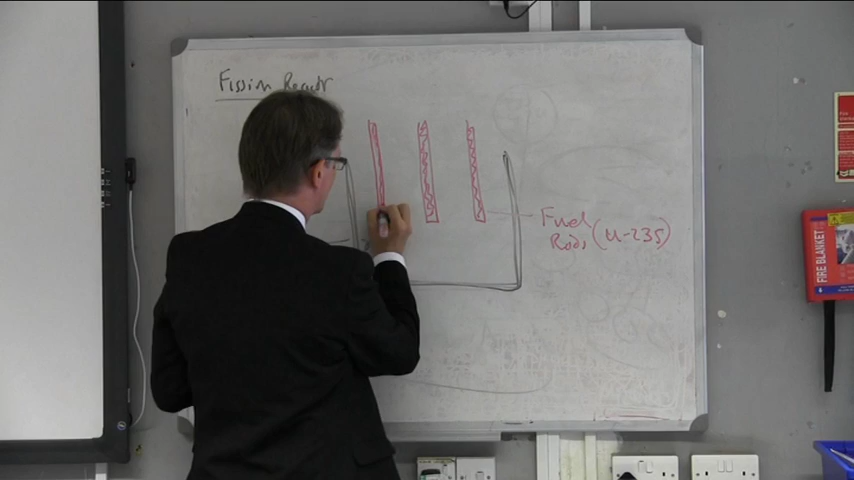 Fission Reactor
Fuel
Rods (U-235)
FIRE BLANKET